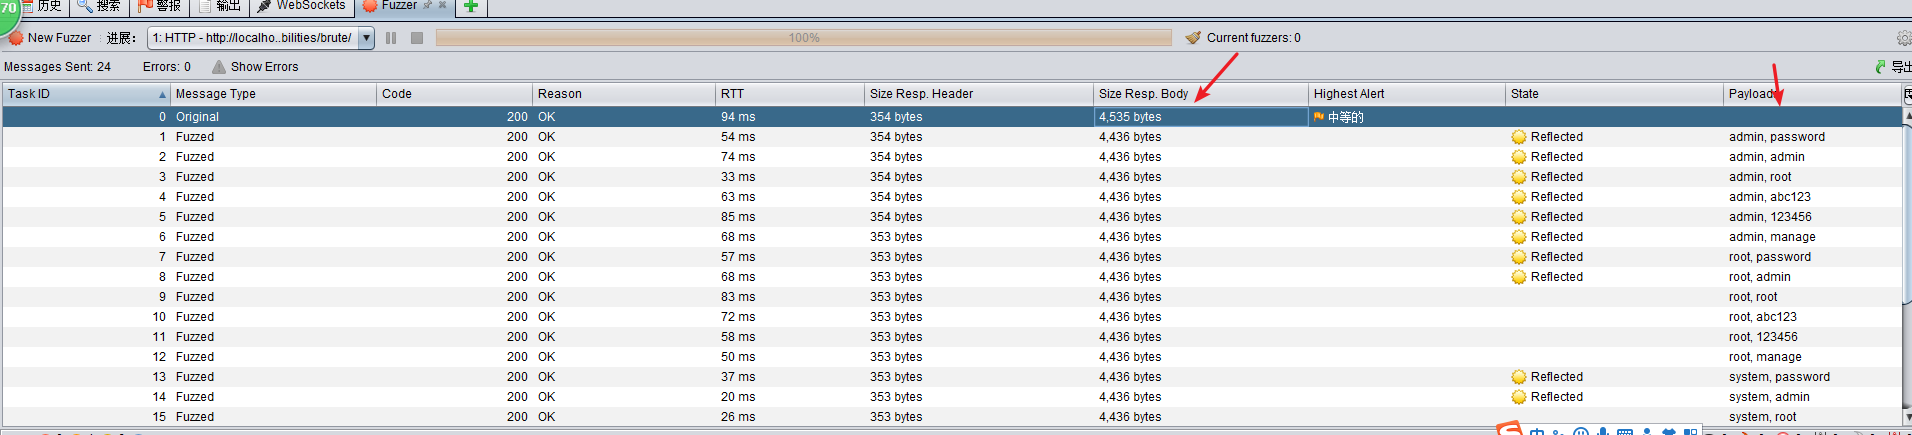 70 历史 搜索 警报 输出 WebSockets Fuzzer
New Fuzzer 进展: 1: HTTP - http://localho..bilities/brute/ 100% Current fuzzers: 0
Messages Sent: 24 Errors: 0 Show Errors 导出
Task ID Message Type Code Reason RTT Size Resp. Header Size Resp. Body Highest Alert State Payloads
0 Original 200 OK 94 ms 354 bytes 4,535 bytes 中等的
1 Fuzzed 200 OK 54 ms 354 bytes 4,436 bytes Reflected admin, password
2 Fuzzed 200 OK 74 ms 354 bytes 4,436 bytes Reflected admin, admin
3 Fuzzed 200 OK 33 ms 354 bytes 4,436 bytes Reflected admin, root
4 Fuzzed 200 OK 63 ms 354 bytes 4,436 bytes Reflected admin, abc123
5 Fuzzed 200 OK 85 ms 354 bytes 4,436 bytes Reflected admin, 123456
6 Fuzzed 200 OK 68 ms 353 bytes 4,436 bytes Reflected admin, manage
7 Fuzzed 200 OK 57 ms 353 bytes 4,436 bytes Reflected root, password
8 Fuzzed 200 OK 68 ms 353 bytes 4,436 bytes Reflected root, admin
9 Fuzzed 200 OK 83 ms 353 bytes 4,436 bytes root, root
10 Fuzzed 200 OK 72 ms 353 bytes 4,436 bytes root, abc123
11 Fuzzed 200 OK 58 ms 353 bytes 4,436 bytes root, 123456
12 Fuzzed 200 OK 50 ms 353 bytes 4,436 bytes root, manage
13 Fuzzed 200 OK 37 ms 353 bytes 4,436 bytes Reflected system, password
14 Fuzzed 200 OK 20 ms 353 bytes 4,436 bytes Reflected system, admin
15 Fuzzed 200 OK 26 ms 353 bytes 4,436 bytes system, root